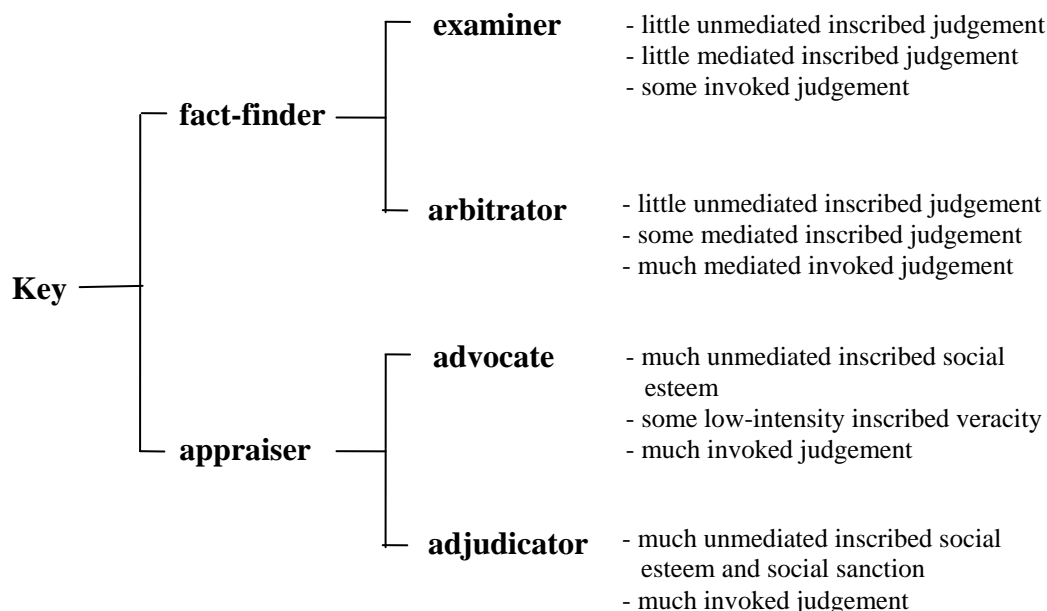 examiner
- little unmediated inscribed judgement
- little mediated inscribed judgement
- some invoked judgement
fact-finder
arbitrator
- little unmediated inscribed judgement
- some mediated inscribed judgement
- much mediated invoked judgement
Key
advocate
- much unmediated inscribed social
esteem
- some low-intensity inscribed veracity
- much invoked judgement
appraiser
adjudicator
- much unmediated inscribed social
esteem and social sanction
- much invoked judgement